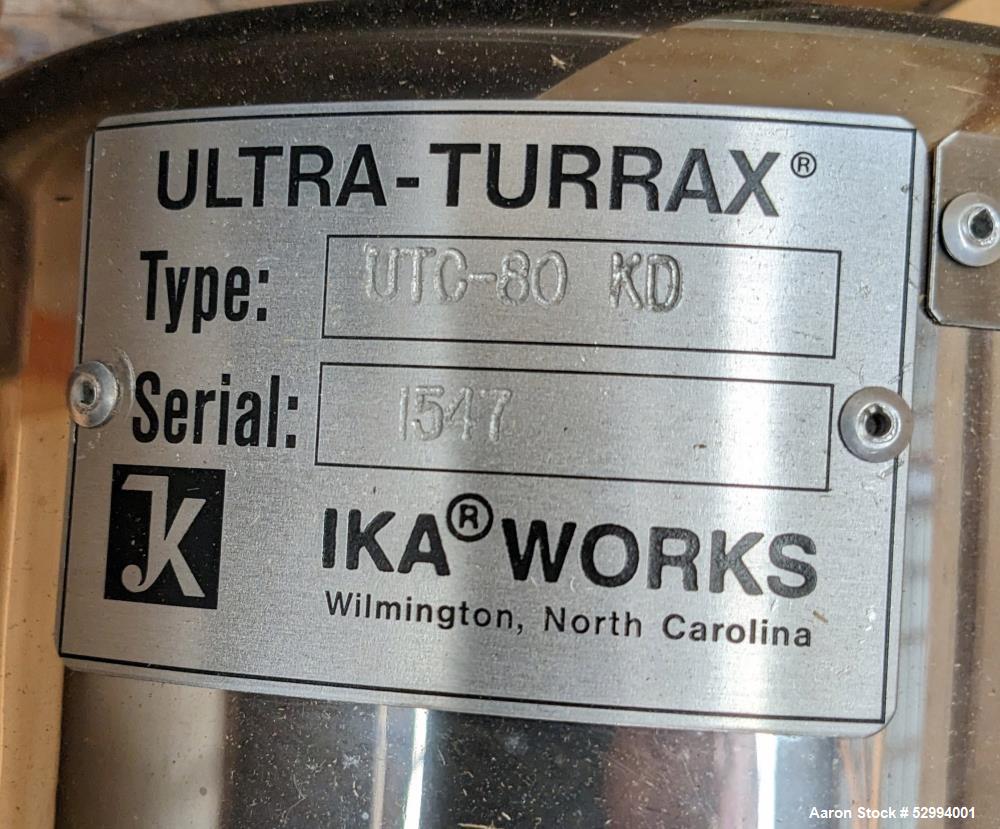 ULTRA-TURRAX®
Type: UTC-80 KD
Serial: 1547
JK IKA® WORKS
Wilmington, North Carolina
Aaron Stock # 52994001